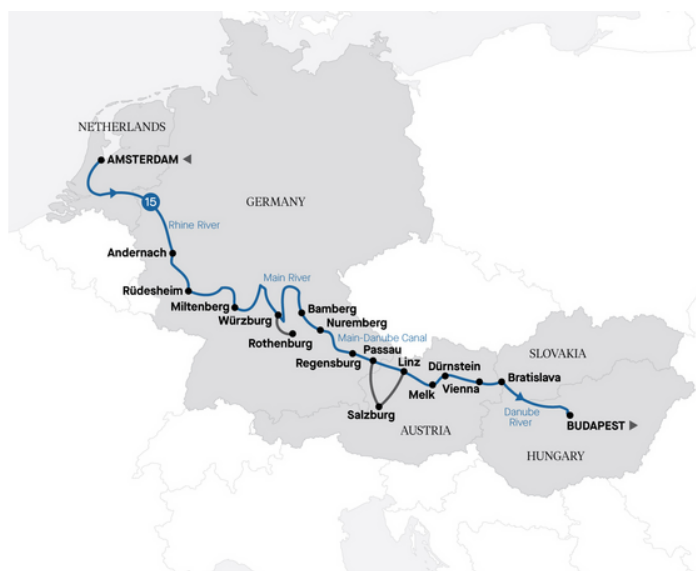 NETHERLANDS
AMSTERDAM
15
Rhine River
GERMANY
Andernach
Rüdesheim
Main River
Miltenberg
Würzburg
Bamberg
Nuremberg
Rothenburg
Main-Danube Canal
Regensburg
Passau
Linz
Dürnstein
SLOVAKIA
Melk
Vienna
Bratislava
Salzburg
Danube
River
AUSTRIA
BUDAPEST
HUNGARY